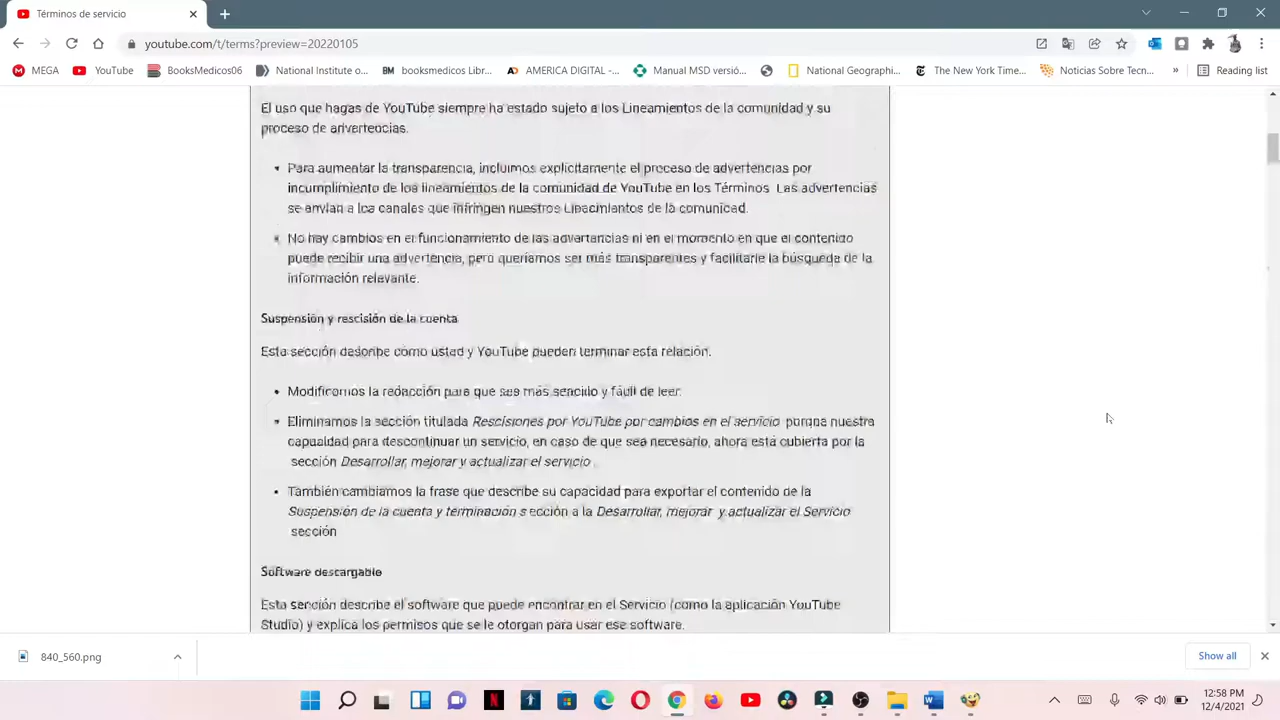 Términos de servicio
youtube.com/t/terms?preview=20220105
MEGA YouTube BooksMedicos06 National Institute o... booksmedicos Libr... AMERICA DIGITAL -... Manual MSD versió... National Geographi... The New York Time... Noticias Sobre Tecn... » Reading list
El uso que hagas de YouTube siempre ha estado sujeto a los Lineamientos de la comunidad y su
proceso de advertencias.
• Para aumentar la transparencia, incluimos explícitamente el proceso de advertencias por
incumplimiento de los lineamientos de la comunidad de YouTube en los Términos. Las advertencias
se envían a los canales que infringen nuestros Lineamientos de la comunidad.
• No hay cambios en el funcionamiento de las advertencias ni en el momento en que el contenido
puede recibir una advertencia, pero queríamos ser más transparentes y facilitarle la búsqueda de la
información relevante.
Suspensión y rescisión de la cuenta
Esta sección describe cómo usted y YouTube pueden terminar esta relación.
• Modificamos la redacción para que sea más sencillo y fácil de leer.
• Eliminamos la sección titulada Rescisiones por YouTube por cambios en el servicio porque nuestra
capacidad para descontinuar un servicio, en caso de que sea necesario, ahora está cubierta por la
sección Desarrollar, mejorar y actualizar el servicio.
• También cambiamos la frase que describe su capacidad para exportar el contenido de la
Suspensión de la cuenta y terminación sección a la Desarrollar, mejorar y actualizar el Servicio
sección
Software descargable
Esta sección describe el software que puede encontrar en el Servicio (como la aplicación YouTube
Studio) y explica los permisos que se le otorgan para usar ese software.
840_560.png
Show all
12:58 PM
12/4/2021